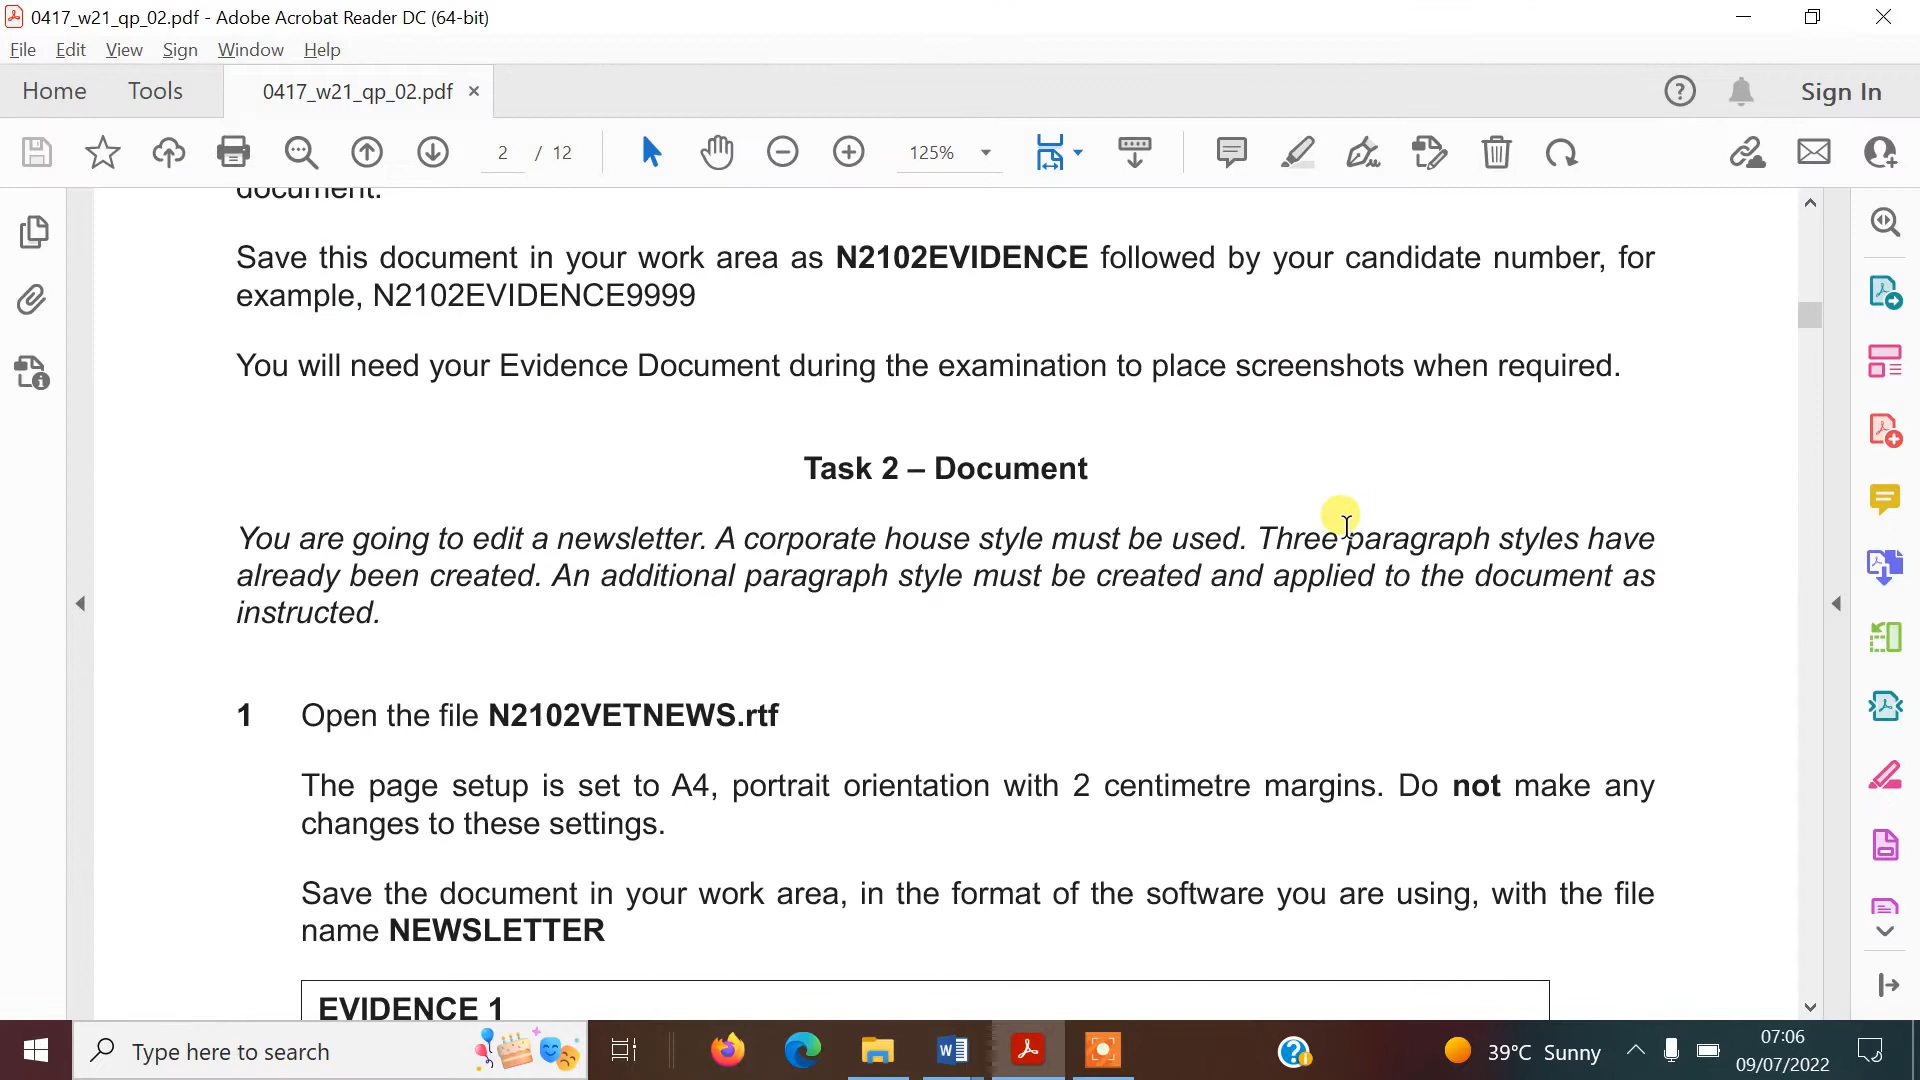 0417_w21_qp_02.pdf - Adobe Acrobat Reader DC (64-bit)
File Edit View Sign Window Help
Home Tools 0417_w21_qp_02.pdf × Sign In
2 / 12 125%
document.
Save this document in your work area as N2102EVIDENCE followed by your candidate number, for
example, N2102EVIDENCE9999
You will need your Evidence Document during the examination to place screenshots when required.
Task 2 – Document
You are going to edit a newsletter. A corporate house style must be used. Three paragraph styles have
already been created. An additional paragraph style must be created and applied to the document as
instructed.
1 Open the file N2102VETNEWS.rtf
The page setup is set to A4, portrait orientation with 2 centimetre margins. Do not make any
changes to these settings.
Save the document in your work area, in the format of the software you are using, with the file
name NEWSLETTER
EVIDENCE 1
Type here to search
39°C Sunny
07:06
09/07/2022